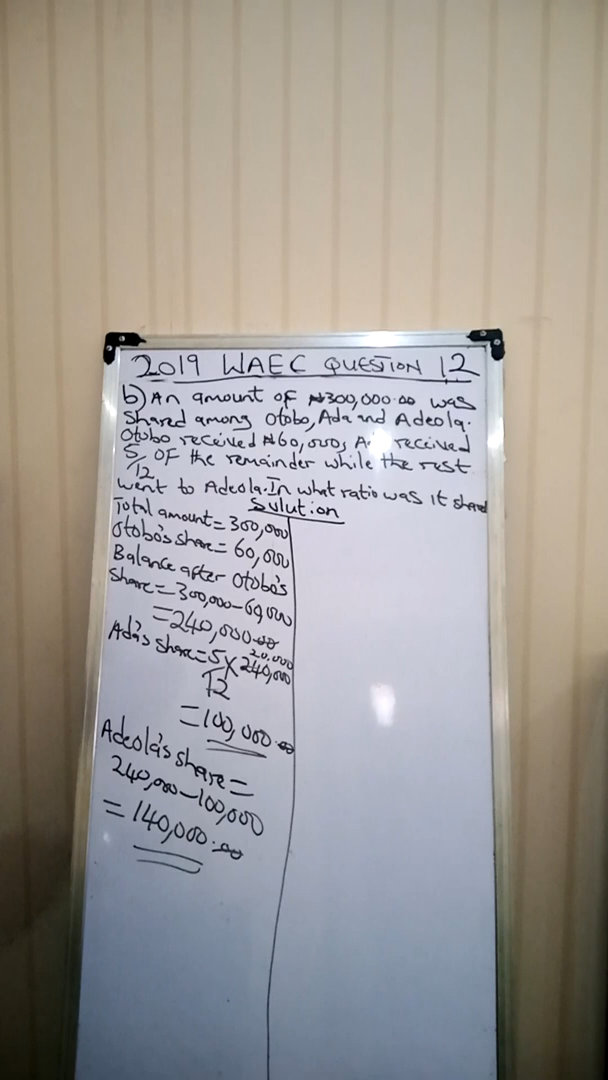 2019 WAEC QUESTION 12
b) An amount of ₦300,000.00 was
shared among Otobo, Ada and Adeola.
Otobo received ₦60,000, A received
5/12 OF the remainder while the rest
went to Adeola. In what ratio was it shared
Sulution
Total amount = 300,000
Otobo's share = 60,000
Balance after Otobo's
share = 300,000 - 60,000
= 240,000.00
20.000
Ada's share = 5/12 X 240,000
= 100,000.00
Adeola's share =
240,000 - 100,000
= 140,000.00